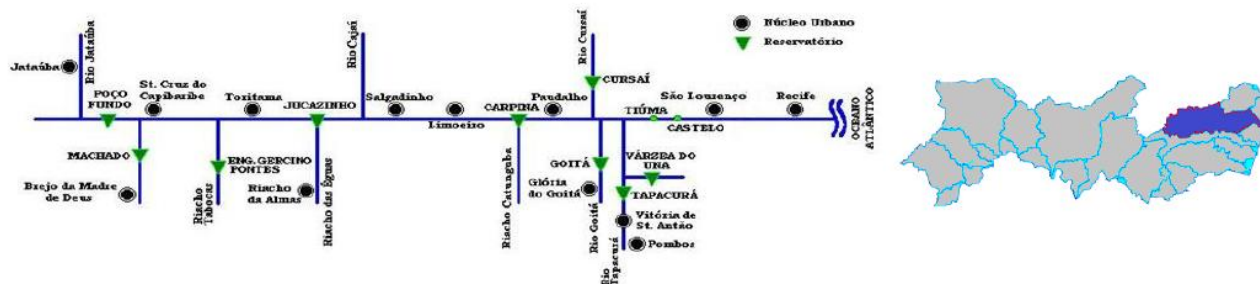 Núcleo Urbano
Reservatório
Jataúba
Rio Jataúba
POÇO
FUNDO
St. Cruz do
Capibaribe
Toritama
JUCAZINHO
Rio Cajaí
Salgadinho
Limoeiro
CARPINA
Paudalho
Rio Cursaí
CURSAÍ
TIÚMA
São Lourenço
CASTELO
Recife
OCEANO
ATLÂNTICO
MACHADO
Brejo da Madre
de Deus
ENG. GERCINO
PONTES
Riacho
Tabocas
Riacho
da Almas
Riacho das Éguas
Riacho Catunguba
GOITÁ
Glória
do Goitá
Rio Goitá
VÁRZEA DO
UNA
TAPACURÁ
Vitória de
St. Antão
Pombos
Rio
Tapacurá